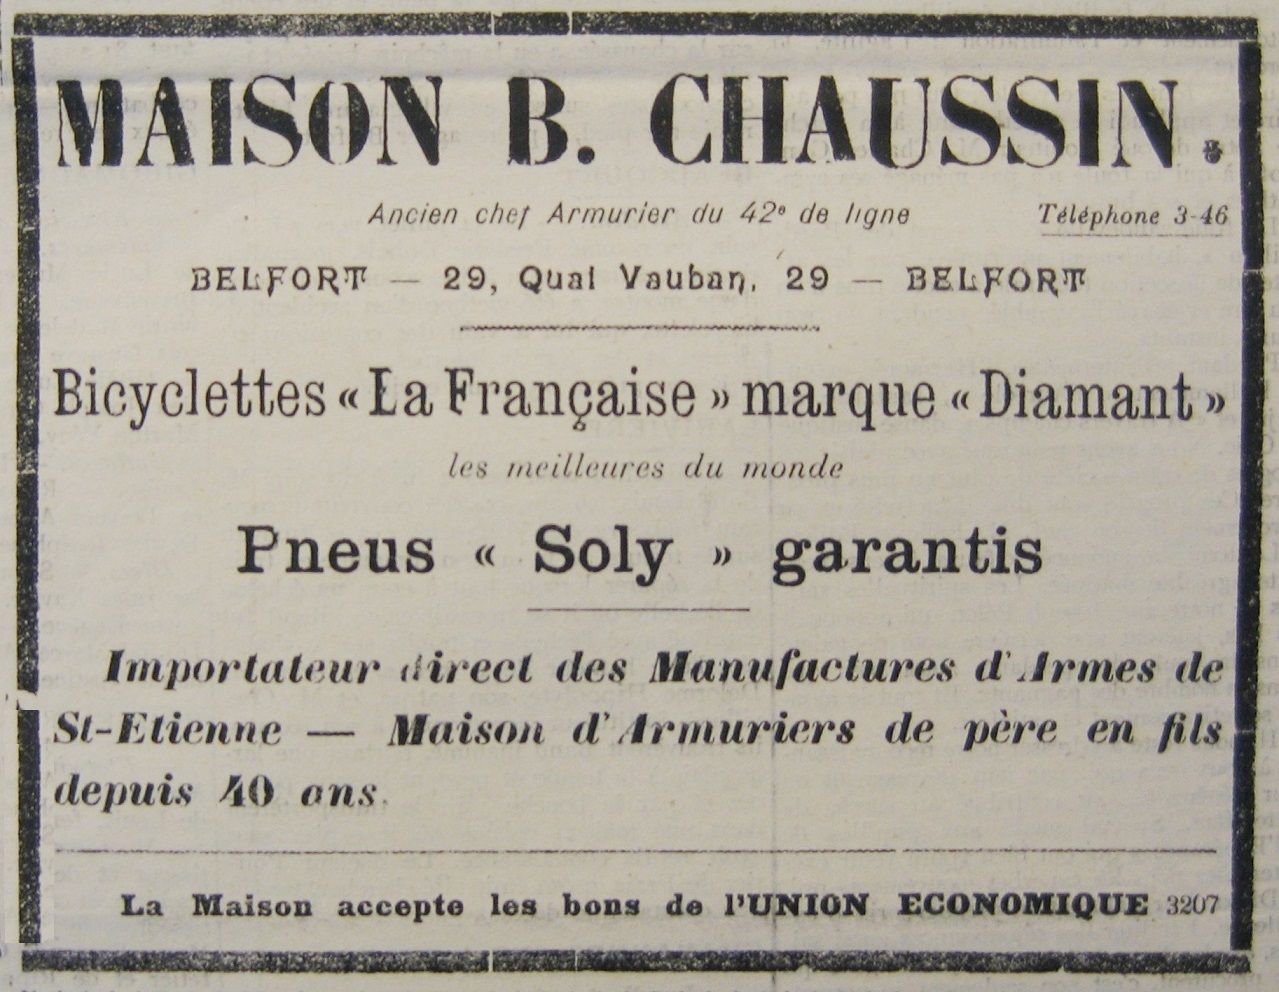 MAISON B. CHAUSSIN.
Ancien chef Armurier du 42e de ligne Téléphone 3-46
BELFORT — 29, Quai Vauban, 29 — BELFORT
Bicyclettes « La Française » marque « Diamant »
les meilleures du monde
Pneus « Soly » garantis
Importateur direct des Manufactures d'Armes de
St-Etienne — Maison d'Armuriers de père en fils
depuis 40 ans.
La Maison accepte les bons de l'UNION ECONOMIQUE 3207